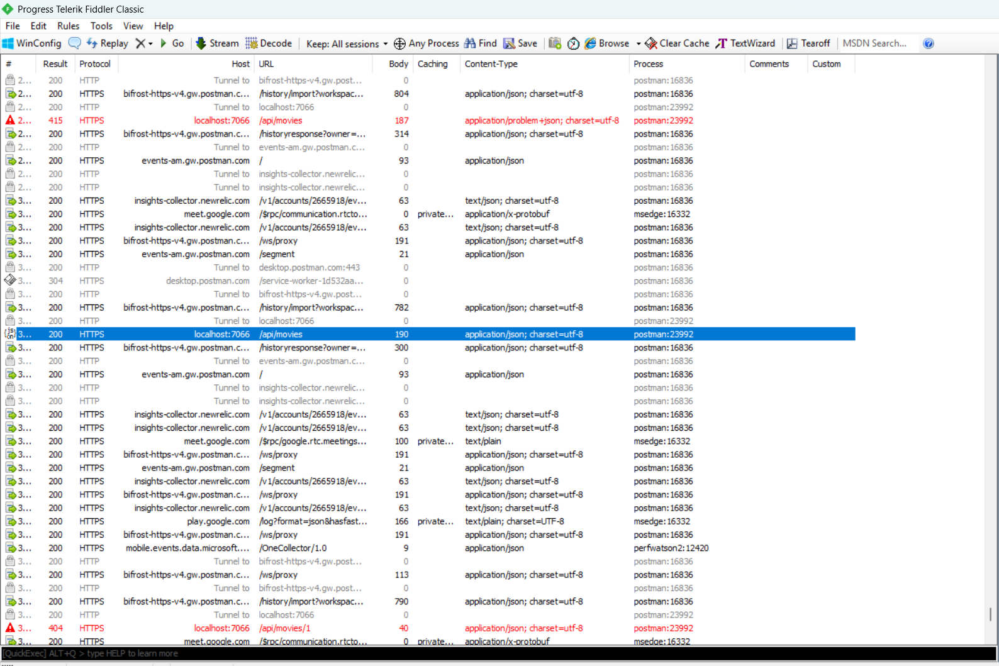 Progress Telerik Fiddler Classic
File Edit Rules Tools View Help
WinConfig Replay Go Stream Decode Keep: All sessions Any Process Find Save Browse Clear Cache TextWizard Tearoff MSDN Search...
# Result Protocol Host URL Body Caching Content-Type Process Comments Custom
2... 200 HTTP Tunnel to bifrost-https-v4.gw.post... 0 postman:16836
2... 200 HTTPS bifrost-https-v4.gw.postman.c... /history/import?workspac... 804 application/json; charset=utf-8 postman:16836
2... 200 HTTP Tunnel to localhost:7066 0 postman:23992
2... 415 HTTPS localhost:7066 /api/movies 187 application/problem+json; charset=utf-8 postman:23992
2... 200 HTTPS bifrost-https-v4.gw.postman.c... /historyresponse?owner=... 314 application/json; charset=utf-8 postman:16836
2... 200 HTTP Tunnel to events-am.gw.postman.c... 0 postman:16836
2... 200 HTTPS events-am.gw.postman.com / 93 application/json postman:16836
2... 200 HTTP Tunnel to insights-collector.newrelic... 0 postman:16836
2... 200 HTTP Tunnel to insights-collector.newrelic... 0 postman:16836
3... 200 HTTPS insights-collector.newrelic.com /v1/accounts/2665918/ev... 63 text/json; charset=utf-8 postman:16836
3... 200 HTTPS meet.google.com /$rpc/communication.rtcto... 0 private... application/x-protobuf msedge:16332
3... 200 HTTPS insights-collector.newrelic.com /v1/accounts/2665918/ev... 63 text/json; charset=utf-8 postman:16836
3... 200 HTTPS bifrost-https-v4.gw.postman.c... /ws/proxy 191 application/json; charset=utf-8 postman:16836
3... 200 HTTPS events-am.gw.postman.com /segment 21 application/json postman:16836
3... 200 HTTP Tunnel to desktop.postman.com:443 0 postman:16836
3... 304 HTTPS desktop.postman.com /service-worker-1d532aa... 0 postman:16836
3... 200 HTTP Tunnel to bifrost-https-v4.gw.post... 0 postman:16836
3... 200 HTTPS bifrost-https-v4.gw.postman.c... /history/import?workspac... 782 application/json; charset=utf-8 postman:16836
3... 200 HTTP Tunnel to localhost:7066 0 postman:23992
{js on} 3... 200 HTTPS localhost:7066 /api/movies 190 application/json; charset=utf-8 postman:23992
3... 200 HTTPS bifrost-https-v4.gw.postman.c... /historyresponse?owner=... 300 application/json; charset=utf-8 postman:16836
3... 200 HTTP Tunnel to events-am.gw.postman.c... 0 postman:16836
3... 200 HTTPS events-am.gw.postman.com / 93 application/json postman:16836
3... 200 HTTP Tunnel to insights-collector.newrelic... 0 postman:16836
3... 200 HTTP Tunnel to insights-collector.newrelic... 0 postman:16836
3... 200 HTTPS insights-collector.newrelic.com /v1/accounts/2665918/ev... 63 text/json; charset=utf-8 postman:16836
3... 200 HTTPS insights-collector.newrelic.com /v1/accounts/2665918/ev... 63 text/json; charset=utf-8 postman:16836
3... 200 HTTPS meet.google.com /$rpc/google.rtc.meetings... 100 private... text/plain msedge:16332
3... 200 HTTPS bifrost-https-v4.gw.postman.c... /ws/proxy 191 application/json; charset=utf-8 postman:16836
3... 200 HTTPS events-am.gw.postman.com /segment 21 application/json postman:16836
3... 200 HTTPS insights-collector.newrelic.com /v1/accounts/2665918/ev... 63 text/json; charset=utf-8 postman:16836
3... 200 HTTPS bifrost-https-v4.gw.postman.c... /ws/proxy 191 application/json; charset=utf-8 postman:16836
3... 200 HTTPS insights-collector.newrelic.com /v1/accounts/2665918/ev... 63 text/json; charset=utf-8 postman:16836
3... 200 HTTPS play.google.com /log?format=json&hasfast... 166 private... text/plain; charset=UTF-8 msedge:16332
3... 200 HTTPS bifrost-https-v4.gw.postman.c... /ws/proxy 191 application/json; charset=utf-8 postman:16836
3... 200 HTTPS mobile.events.data.microsoft.... /OneCollector/1.0 9 application/json perfwatson2:12420
3... 200 HTTP Tunnel to bifrost-https-v4.gw.post... 0 postman:16836
3... 200 HTTPS bifrost-https-v4.gw.postman.c... /ws/proxy 113 application/json; charset=utf-8 postman:16836
3... 200 HTTP Tunnel to bifrost-https-v4.gw.post... 0 postman:16836
3... 200 HTTPS bifrost-https-v4.gw.postman.c... /history/import?workspac... 790 application/json; charset=utf-8 postman:16836
3... 200 HTTP Tunnel to localhost:7066 0 postman:23992
3... 404 HTTPS localhost:7066 /api/movies/1 40 application/json; charset=utf-8 postman:23992
3... 200 HTTPS meet.google.com /$rpc/communication.rtcto... 0 private... application/x-protobuf msedge:16332
[QuickExec] ALT+Q > type HELP to learn more